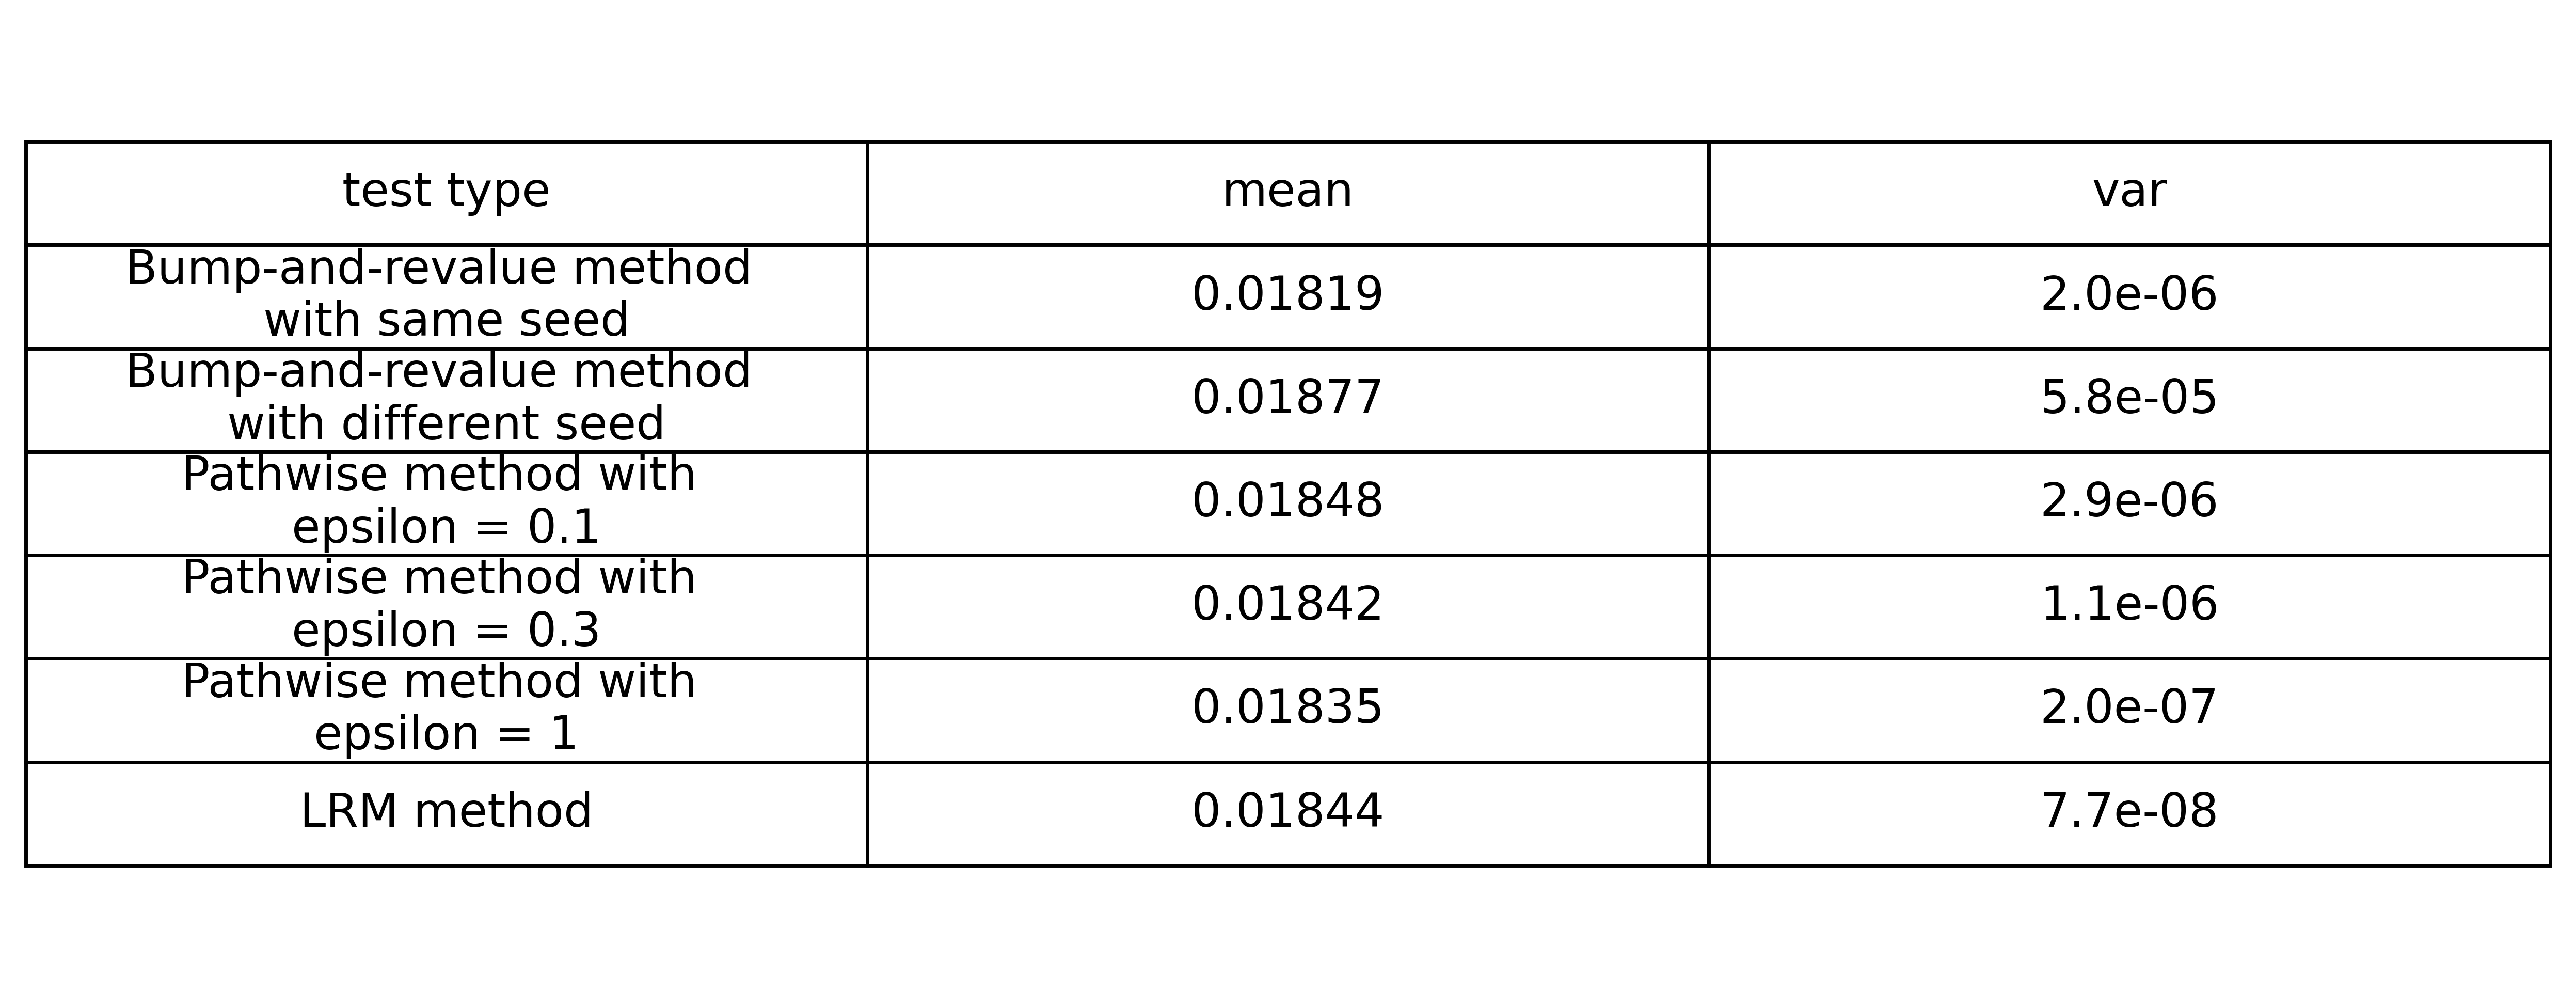 test type mean var
Bump-and-revalue method
with same seed 0.01819 2.0e-06
Bump-and-revalue method
with different seed 0.01877 5.8e-05
Pathwise method with
epsilon = 0.1 0.01848 2.9e-06
Pathwise method with
epsilon = 0.3 0.01842 1.1e-06
Pathwise method with
epsilon = 1 0.01835 2.0e-07
LRM method 0.01844 7.7e-08